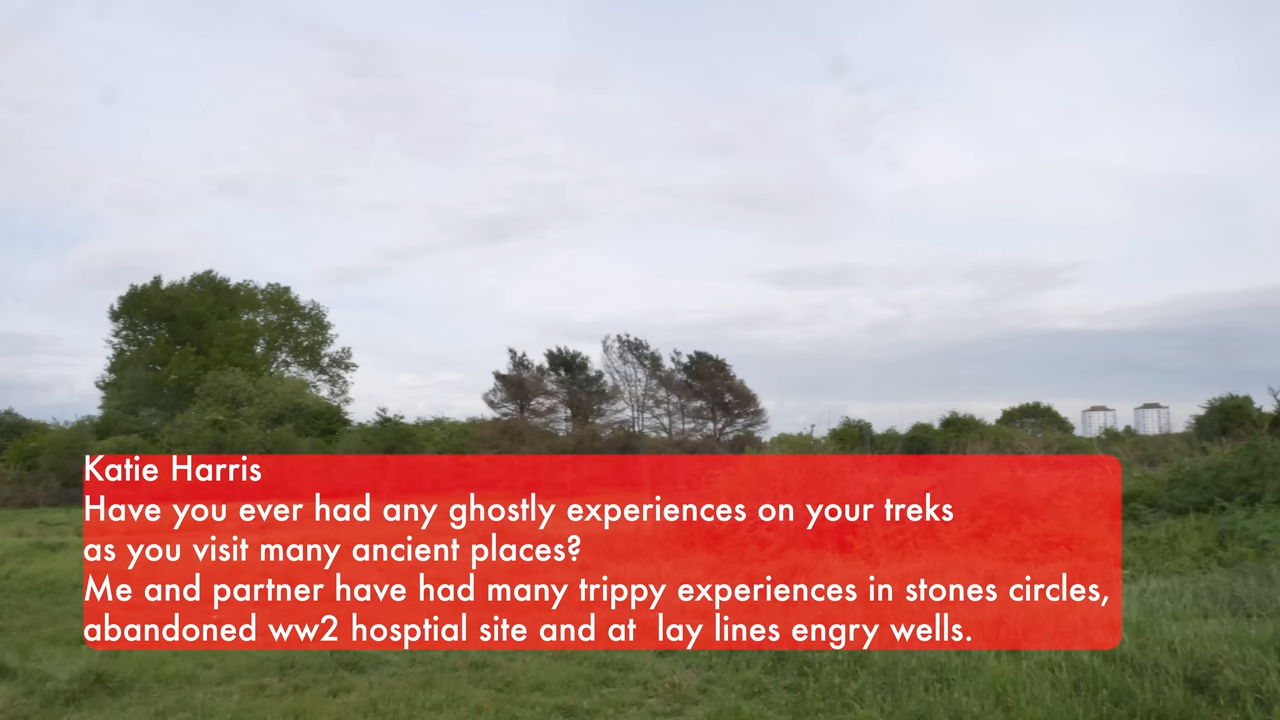 Katie Harris
Have you ever had any ghostly experiences on your treks
as you visit many ancient places?
Me and partner have had many trippy experiences in stones circles,
abandoned ww2 hosptial site and at  lay lines engry wells.